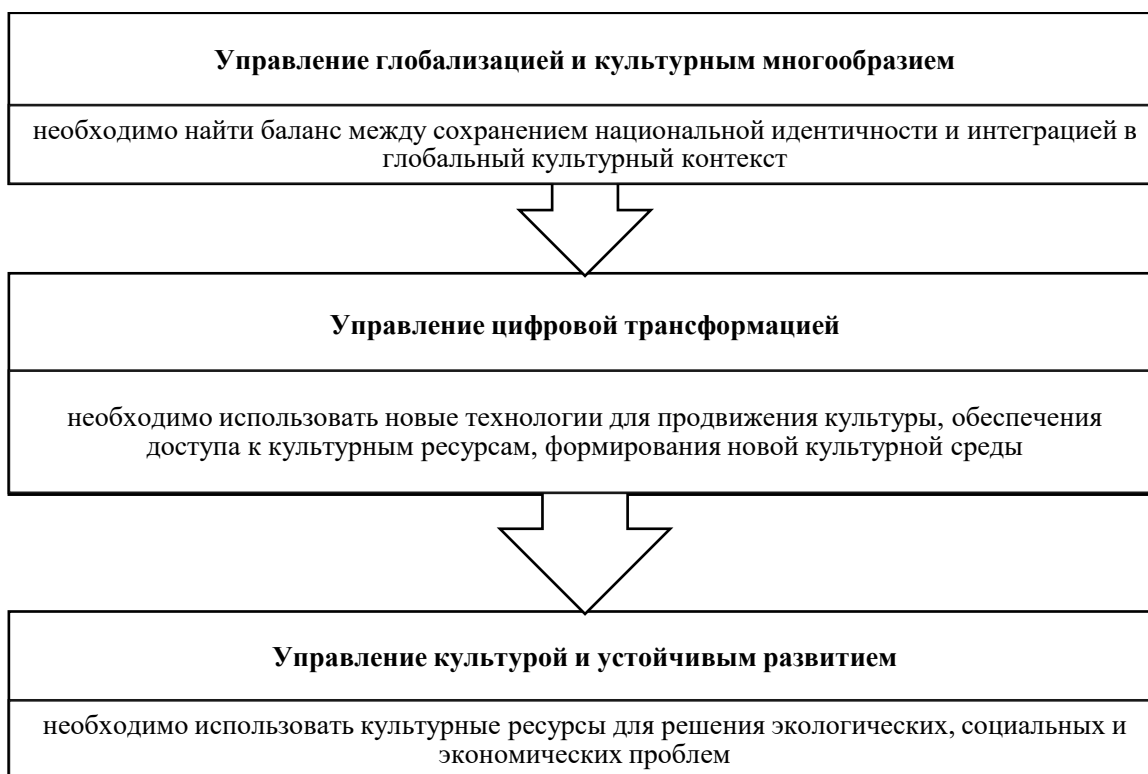 Управление глобализацией и культурным многообразием
необходимо найти баланс между сохранением национальной идентичности и интеграцией в
глобальный культурный контекст
Управление цифровой трансформацией
необходимо использовать новые технологии для продвижения культуры, обеспечения
доступа к культурным ресурсам, формирования новой культурной среды
Управление культурой и устойчивым развитием
необходимо использовать культурные ресурсы для решения экологических, социальных и
экономических проблем